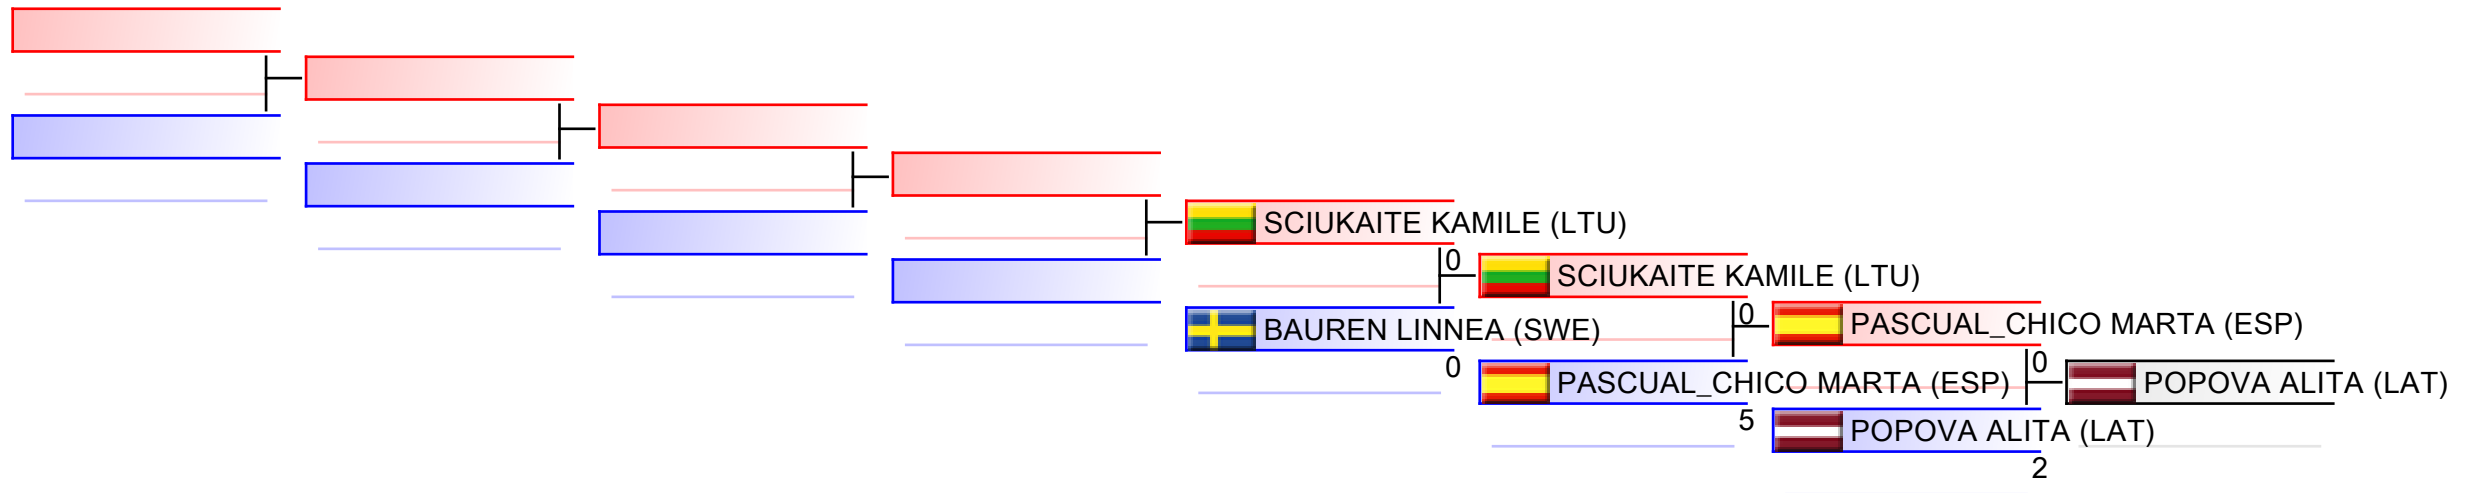 SCIUKAITE KAMILE (LTU)
0
SCIUKAITE KAMILE (LTU)
0
BAUREN LINNEA (SWE)
0
PASCUAL_CHICO MARTA (ESP)
0
PASCUAL_CHICO MARTA (ESP)
5
POPOVA ALITA (LAT)
POPOVA ALITA (LAT)
2